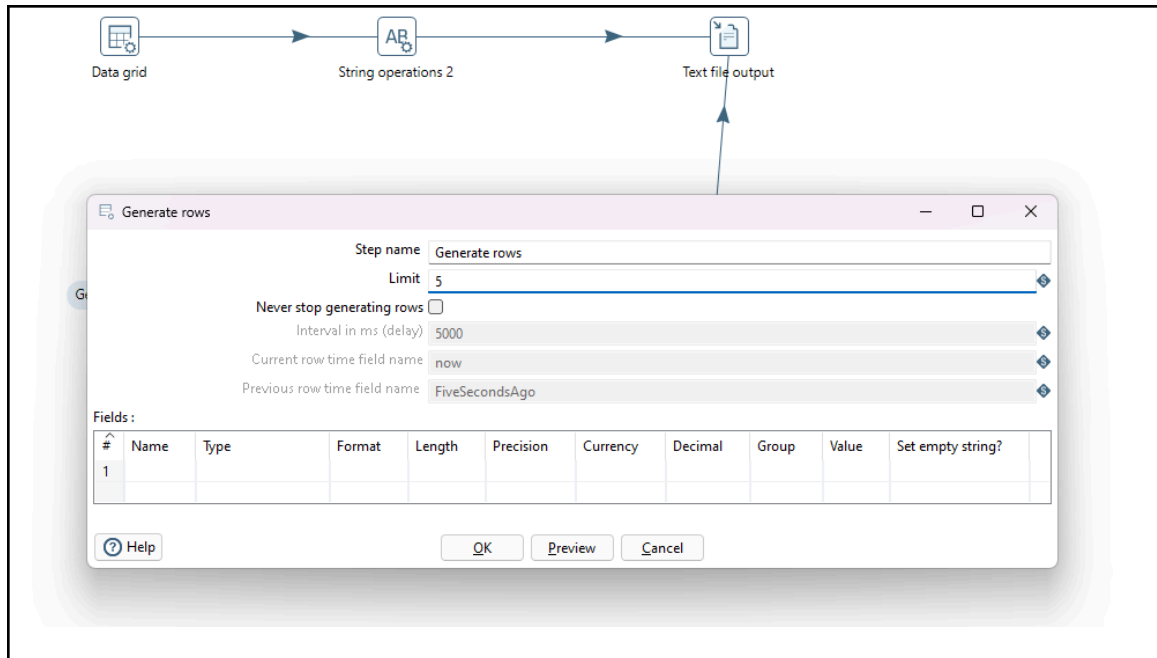 AB
Data grid
String operations 2
Text file output
Generate rows
Step name Generate rows
Limit 5
Ge
Never stop generating rows
Interval in ms (delay) 5000
Current row time field name now
Previous row time field name FiveSecondsAgo
Fields :
# Name Type Format Length Precision Currency Decimal Group Value Set empty string?
1
? Help OK Preview Cancel